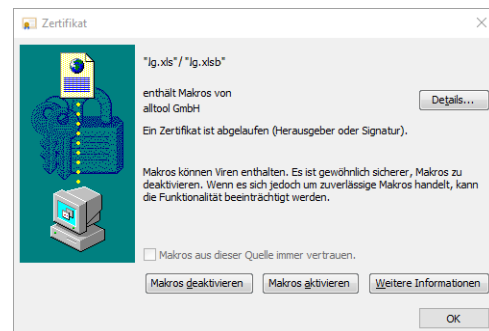 Zertifikat
"lg.xls"/ "lg.xlsb"
enthält Makros von
alltool GmbH
Details...
Ein Zertifikat ist abgelaufen (Herausgeber oder Signatur).
Makros können Viren enthalten. Es ist gewöhnlich sicherer, Makros zu
deaktivieren. Wenn es sich jedoch um zuverlässige Makros handelt, kann
die Funktionalität beeinträchtigt werden.
Makros aus dieser Quelle immer vertrauen.
Makros deaktivieren Makros aktivieren Weitere Informationen
OK